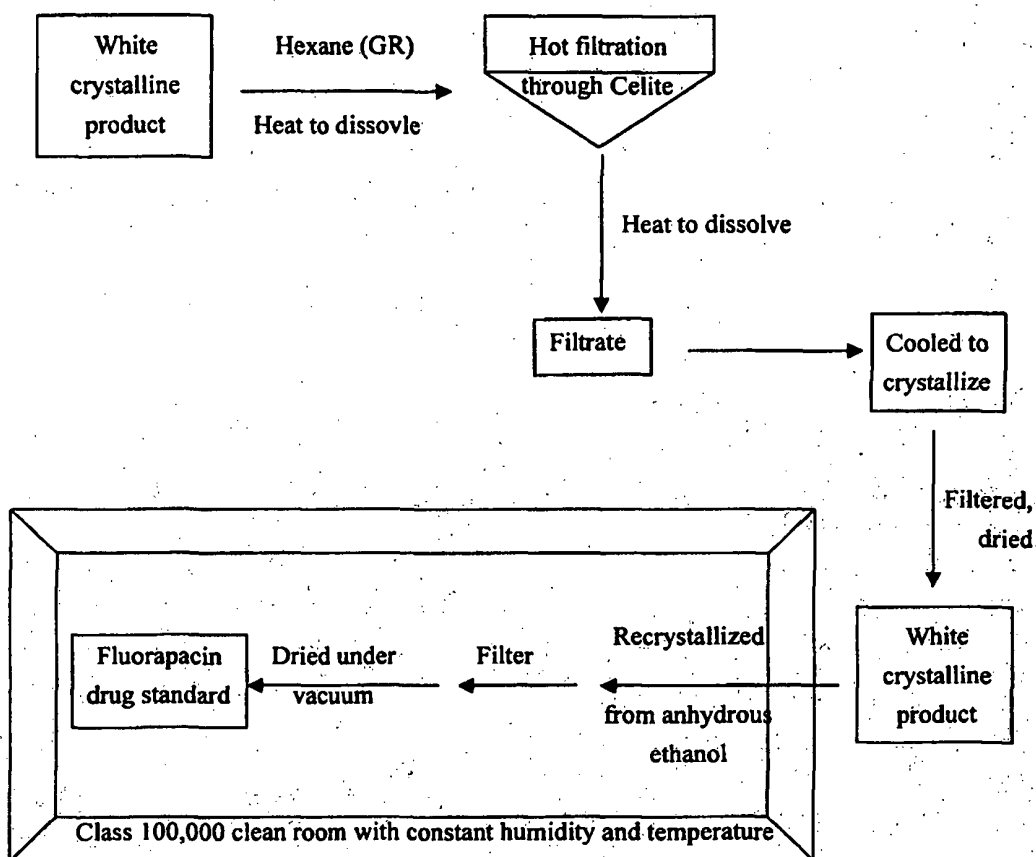 White
crystalline
product
Hexane (GR)
Heat to dissovle
Hot filtration
through Celite
Heat to dissolve
Filtrate
Cooled to
crystallize
Filtered,
dried
White
crystalline
product
Recrystallized
from anhydrous
ethanol
Filter
Dried under
vacuum
Fluorapacin
drug standard
Class 100,000 clean room with constant humidity and temperature